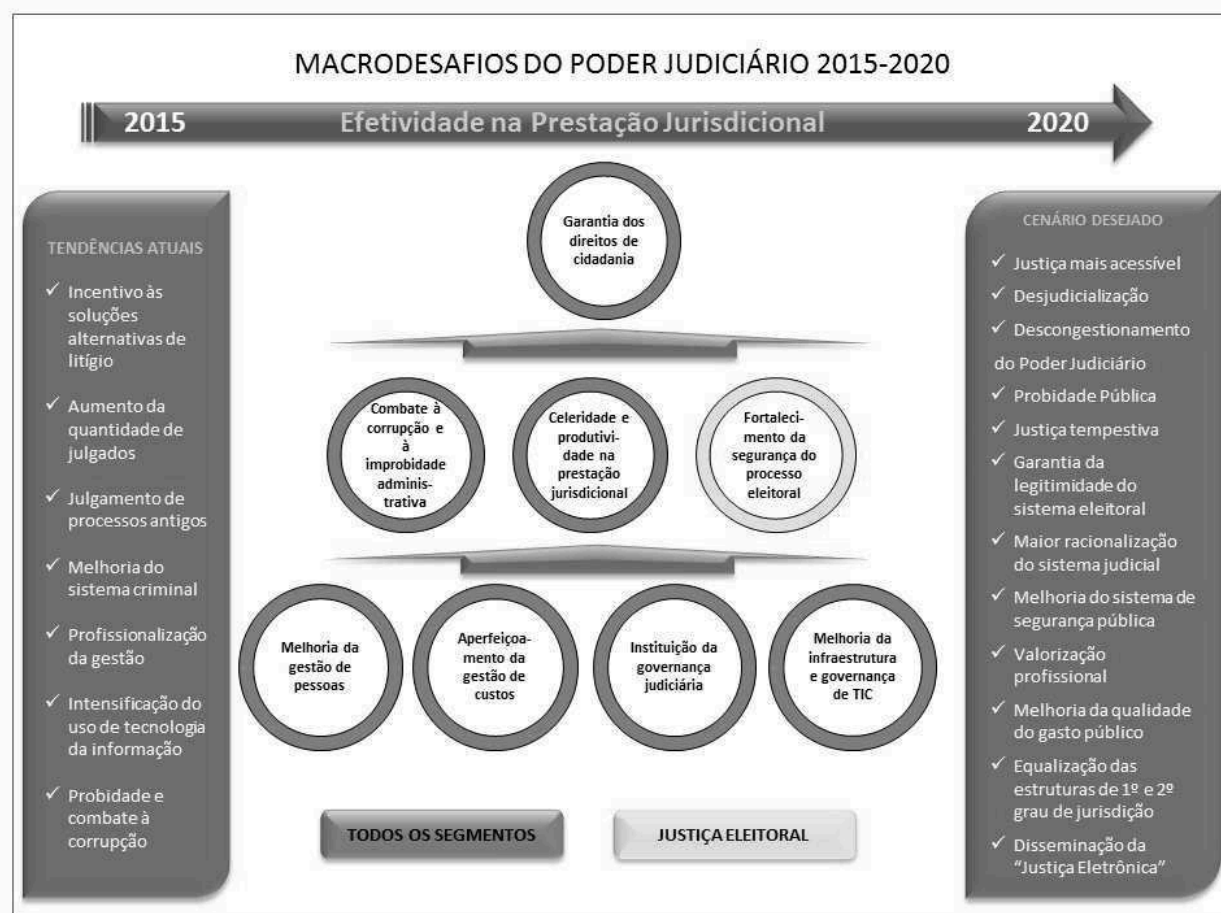 MACRODESAFIOS DO PODER JUDICIÁRIO 2015-2020
2015
Efetividade na Prestação Jurisdicional
2020
TENDÊNCIAS ATUAIS
✓ Incentivo às
soluções
alternativas de
litígio
✓ Aumento da
quantidade de
julgados
✓ Julgamento de
processos antigos
✓ Melhoria do
sistema criminal
✓ Profissionalização
da gestão
✓ Intensificação do
uso de tecnologia
da informação
✓ Probidade e
combate à
corrupção
Garantia dos
direitos de
cidadania
Combate à
corrupção e
à
improbidade
adminis-
trativa
Celeridade e
produtivi-
dade na
prestação
jurisdicional
Fortaleci-
mento da
segurança do
processo
eleitoral
Melhoria da
gestão de
pessoas
Aperfeiçoa-
mento da
gestão de
custos
Instituição da
governança
judiciária
Melhoria da
infraestrutura
e governança
de TIC
TODOS OS SEGMENTOS
JUSTIÇA ELEITORAL
CENÁRIO DESEJADO
✓ Justiça mais acessível
✓ Desjudicialização
✓ Descongestionamento
do Poder Judiciário
✓ Probidade Pública
✓ Justiça tempestiva
✓ Garantia da
legitimidade do
sistema eleitoral
✓ Maior racionalização
do sistema judicial
✓ Melhoria do sistema de
segurança pública
✓ Valorização
profissional
✓ Melhoria da qualidade
do gasto público
✓ Equalização das
estruturas de 1º e 2º
grau de jurisdição
✓ Disseminação da
“Justiça Eletrônica”